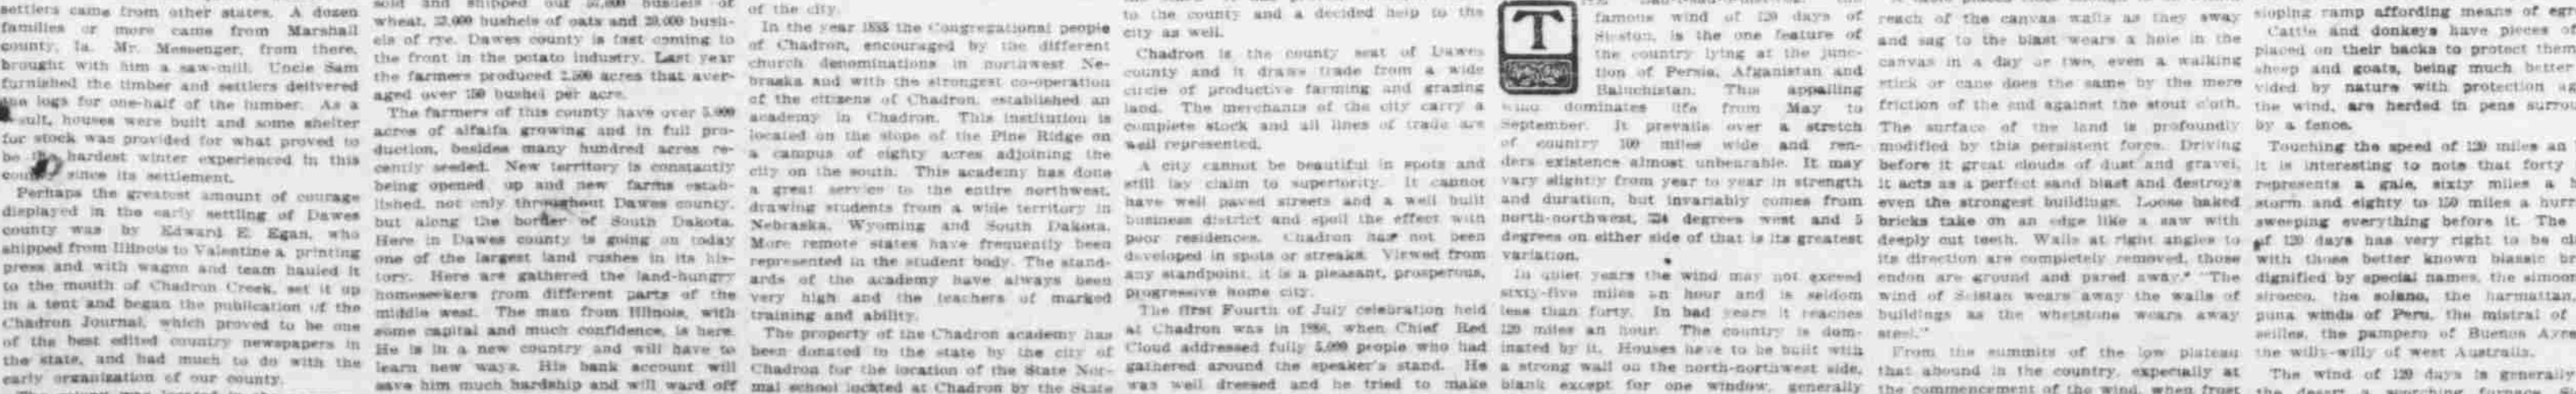 settlers came from other states. A dozen
families or more came from Marshall
county, Ia. Mr. Messenger, from there,
brought with him a saw-mill. Uncle Sam
furnished the timber and settlers delivered
the logs for one-half of the lumber. As a
sult, houses were built and some shelter
for stock was provided for what proved to
be the hardest winter experienced in this
county since its settlement.
Perhaps the greatest amount of courage
displayed in the early settling of Dawes
county was by Edward E. Egan, who
shipped from Illinois to Valentine a printing
press and with wagon and team hauled it
to the mouth of Chadron Creek, set it up
in a tent and began the publication of the
Chadron Journal, which proved to be one
of the best edited country newspapers in
the state, and had much to do with the
early organization of our county.
sold and shipped out bushels of
wheat, 32,000 bushels of oats and 20,000 bush-
els of rye. Dawes county is fast coming to
the front in the potato industry. Last year
the farmers produced 2,500 acres that aver-
aged over 150 bushel per acre.
The farmers of this county have over 5,000
acres of alfalfa growing and in full pro-
duction, besides many hundred acres re-
cently seeded. New territory is constantly
being opened up and new farms estab-
lished, not only throughout Dawes county,
but along the border of South Dakota.
Here in Dawes county is going on today
one of the largest land rushes in its his-
tory. Here are gathered the land-hungry
homeseekers from different parts of the
middle west. The man from Illinois, with
some capital and much confidence, is here.
He is in a new country and will have to
learn new ways. His bank account will
save him much hardship and will ward off
of the city.
In the year 1888 the Congregational people
of Chadron, encouraged by the different
church denominations in northwest Ne-
braska and with the strongest co-operation
of the citizens of Chadron, established an
academy in Chadron. This institution is
located on the slope of the Pine Ridge on
a campus of eighty acres adjoining the
city on the south. This academy has done
a great service to the entire northwest,
drawing students from a wide territory in
Nebraska, Wyoming and South Dakota.
More remote states have frequently been
represented in the student body. The stand-
ards of the academy have always been
very high and the teachers of marked
training and ability.
The property of the Chadron academy has
been donated to the state by the city of
Chadron for the location of the State Nor-
mal school located at Chadron by the State
to the county and a decided help to the
city as well.
Chadron is the county seat of Dawes
county and it draws trade from a wide
circle of productive farming and grazing
land. The merchants of the city carry a
complete stock and all lines of trade are
well represented.
A city cannot be beautiful in spots and
still lay claim to superiority. It cannot
have well paved streets and a well built
business district and spoil the effect with
poor residences. Chadron has not been
developed in spots or streaks. Viewed from
any standpoint, it is a pleasant, prosperous,
progressive home city.
The first Fourth of July celebration held
at Chadron was in 1886, when Chief Red
Cloud addressed fully 5,000 people who had
gathered around the speaker's stand. He
was well dressed and he tried to make
T
famous wind of 120 days of
Siestan, is the one feature of
the country lying at the junc-
tion of Persia, Afganistan and
Baluchistan. This appalling
wind dominates life from May to
September. It prevails over a stretch
of country 100 miles wide and ren-
ders existence almost unbearable. It may
vary slightly from year to year in strength
and duration, but invariably comes from
north-northwest, degrees west and 5
degrees on either side of that is its greatest
variation.
In quiet years the wind may not exceed
sixty-five miles an hour and is seldom
less than forty. In bad years it reaches
120 miles an hour. The country is dom-
inated by it. Houses have to be built with
a strong wall on the north-northwest side,
blank except for one window, generally
reach of the canvas walls as they sway
and sag to the blast wears a hole in the
canvas in a day or two, even a walking
stick or cane does the same by the mere
friction of the end against the stout cloth.
The surface of the land is profoundly
modified by this persistent force. Driving
before it great clouds of dust and gravel,
it acts as a perfect sand blast and destroys
even the strongest buildings. Loose baked
bricks take on an edge like a saw with
deeply cut teeth. Walls at right angles to
its direction are completely removed, those
endon are ground and pared away." "The
wind of Seistan wears away the walls of
buildings as the whetstone wears away
steel."
From the summits of the low plateau
that abound in the country, expecially at
the commencement of the wind, when frost
sloping ramp affording means of egr
Cattle and donkeys have pieces of
placed on their backs to protect them
sheep and goats, being much better
vided by nature with protection ag
the wind, are herded in pens surro
by a fence.
Touching the speed of 120 miles an
it is interesting to note that forty
represents a gale, sixty miles a
storm and eighty to 150 miles a hurr
sweeping everything before it. The
of 120 days has very right to be cl
with those better known blassic br
dignified by special names, the simoon
sirocco, the solano, the harmattan
puna winds of Peru, the mistral of
seilles, the pampero of Buenos Ayres
the willy-willy of west Australia.
The wind of 120 days is generally
the desert a scorching furnace